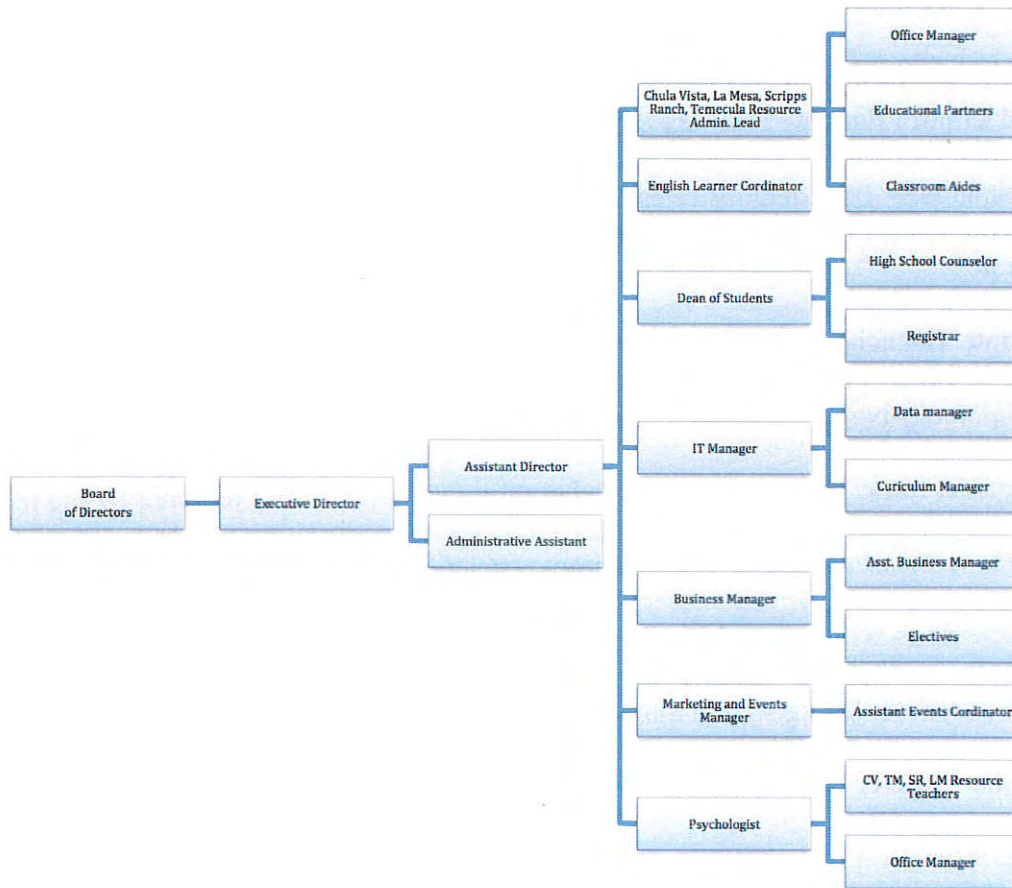 Office Manager
Chula Vista, La Mesa, Scripps
Ranch, Temecula Resource
Admin. Lead
Educational Partners
English Learner Cordinator
Classroom Aides
High School Counselor
Dean of Students
Registrar
Data manager
IT Manager
Assistant Director
Curiculum Manager
Board
of Directors
Executive Director
Administrative Assistant
Asst. Business Manager
Business Manager
Electives
Marketing and Events
Manager
Assistant Events Cordinator
CV, TM, SR, LM Resource
Teachers
Psychologist
Office Manager